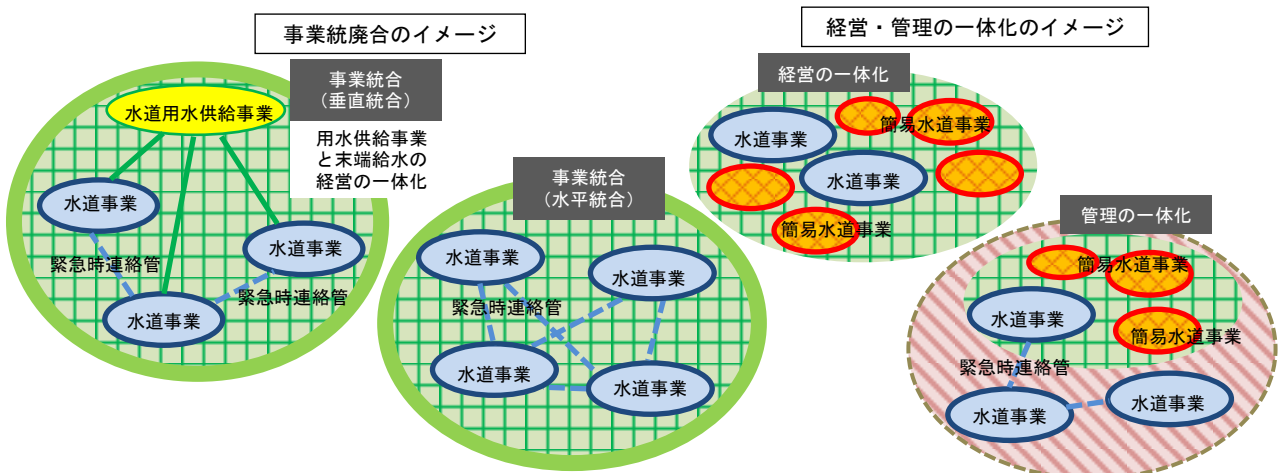 事業統廃合のイメージ
事業統合
（垂直統合）
用水供給事業
と末端給水の
経営の一体化
水道用水供給事業
水道事業
水道事業
緊急時連絡管
緊急時連絡管
水道事業
事業統合
（水平統合）
水道事業
水道事業
緊急時連絡管
水道事業
水道事業
経営・管理の一体化のイメージ
経営の一体化
簡易水道事業
水道事業
水道事業
簡易水道事業
管理の一体化
簡易水道事業
水道事業
簡易水道事業
緊急時連絡管
水道事業
水道事業